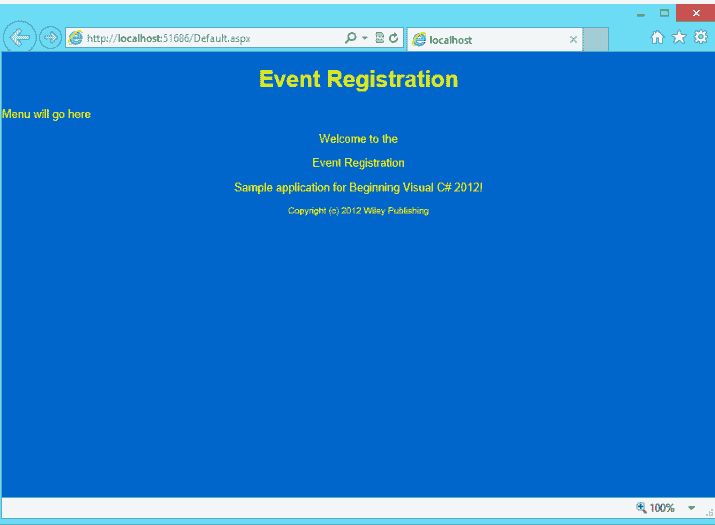 http://localhost:51686/Default.aspx
localhost
Event Registration
Menu will go here
Welcome to the
Event Registration
Sample application for Beginning Visual C# 2012!
Copyright (c) 2012 Wiley Publishing
100%